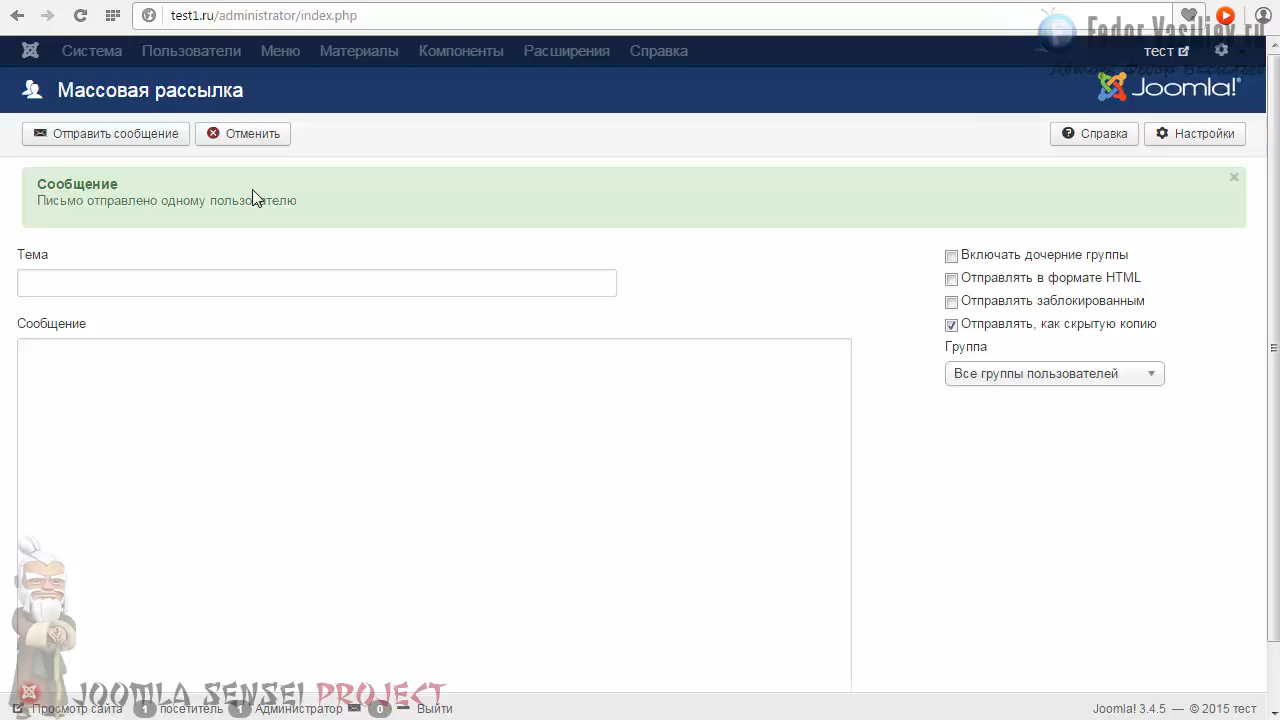 test1.ru/administrator/index.php
Fedor-Vasiliev.ru
Система Пользователи Меню Материалы Компоненты Расширения Справка тест
Массовая рассылка
Joomla!®
Отправить сообщение Отменить Справка Настройки
Сообщение
Письмо отправлено одному пользователю
Тема
Включать дочерние группы
Отправлять в формате HTML
Отправлять заблокированным
Сообщение
Отправлять, как скрытую копию
Группа
Все группы пользователей
JOOMLA SENSEI PROJECT
Просмотр сайта 1 посетитель 1 Администратор 0 Выйти Joomla! 3.4.5 — © 2015 тест